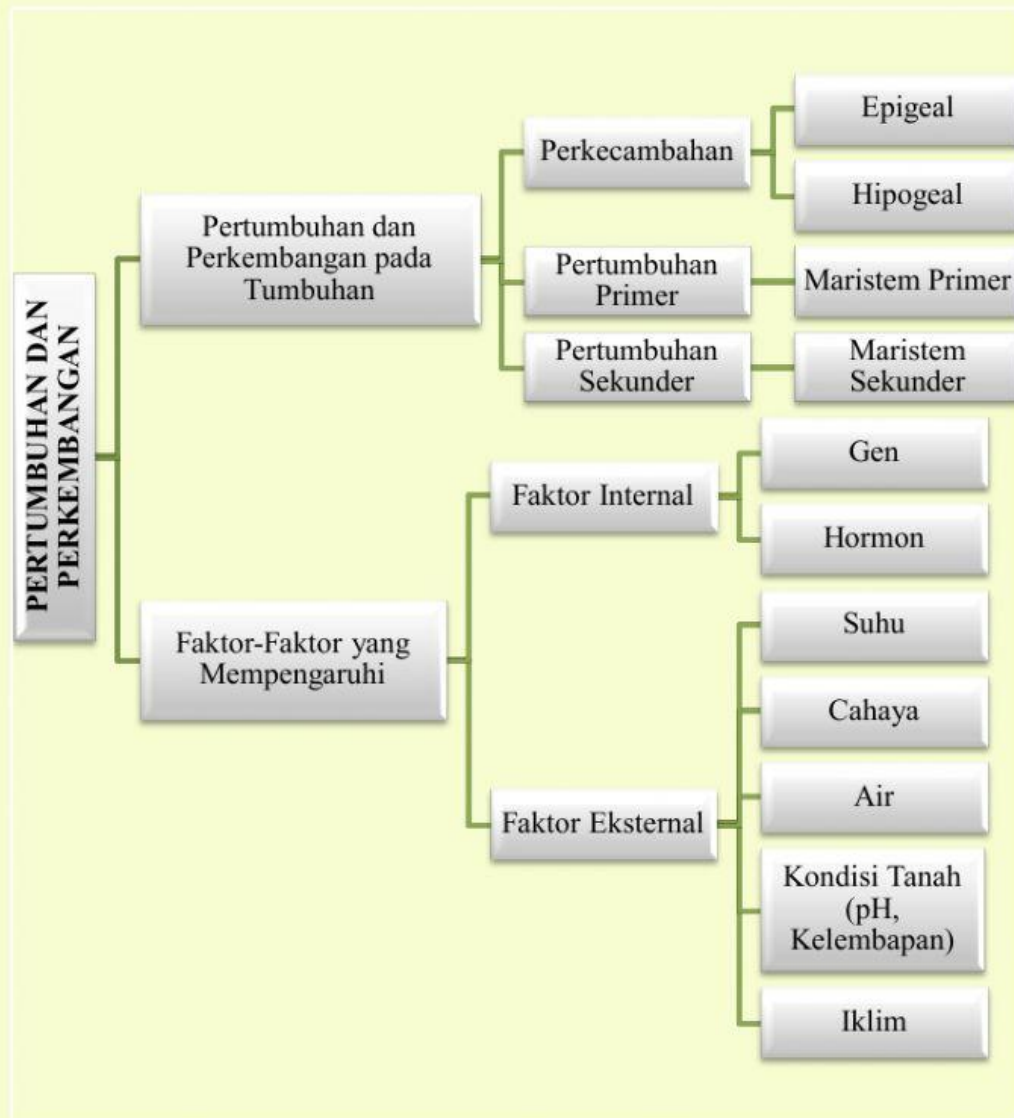 PERTUMBUHAN DAN
PERKEMBANGAN
Pertumbuhan dan
Perkembangan pada
Tumbuhan
Perkecambahan
Epigeal
Hipogeal
Pertumbuhan
Primer
Maristem Primer
Pertumbuhan
Sekunder
Maristem
Sekunder
Faktor-Faktor yang
Mempengaruhi
Faktor Internal
Gen
Hormon
Faktor Eksternal
Suhu
Cahaya
Air
Kondisi Tanah
(pH,
Kelembapan)
Iklim